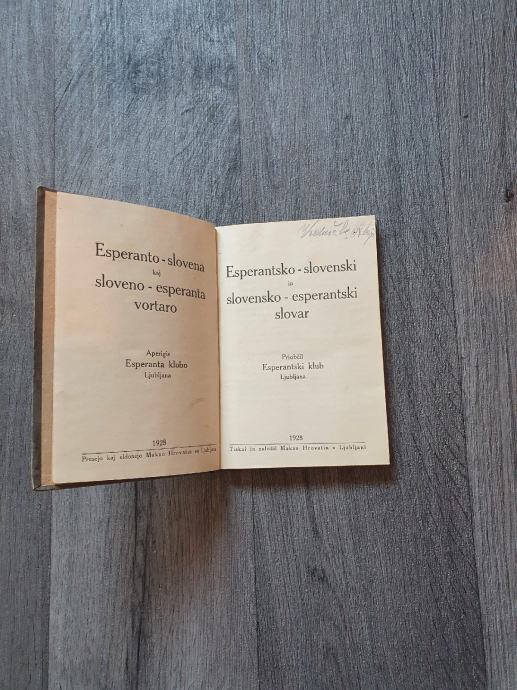 Esperanto - slovena
kaj
sloveno - esperanta
vortaro
Aperigis
Esperanta klubo
Ljubljana
1928
Presejo kaj eldonejo Makso Hrovatin en Ljubljana
Esperantsko - slovenski
in
slovensko - esperantski
slovar
Priobčil
Esperantski klub
Ljubljana
1928
Tiskal in založil Makso Hrovatin v Ljubljani